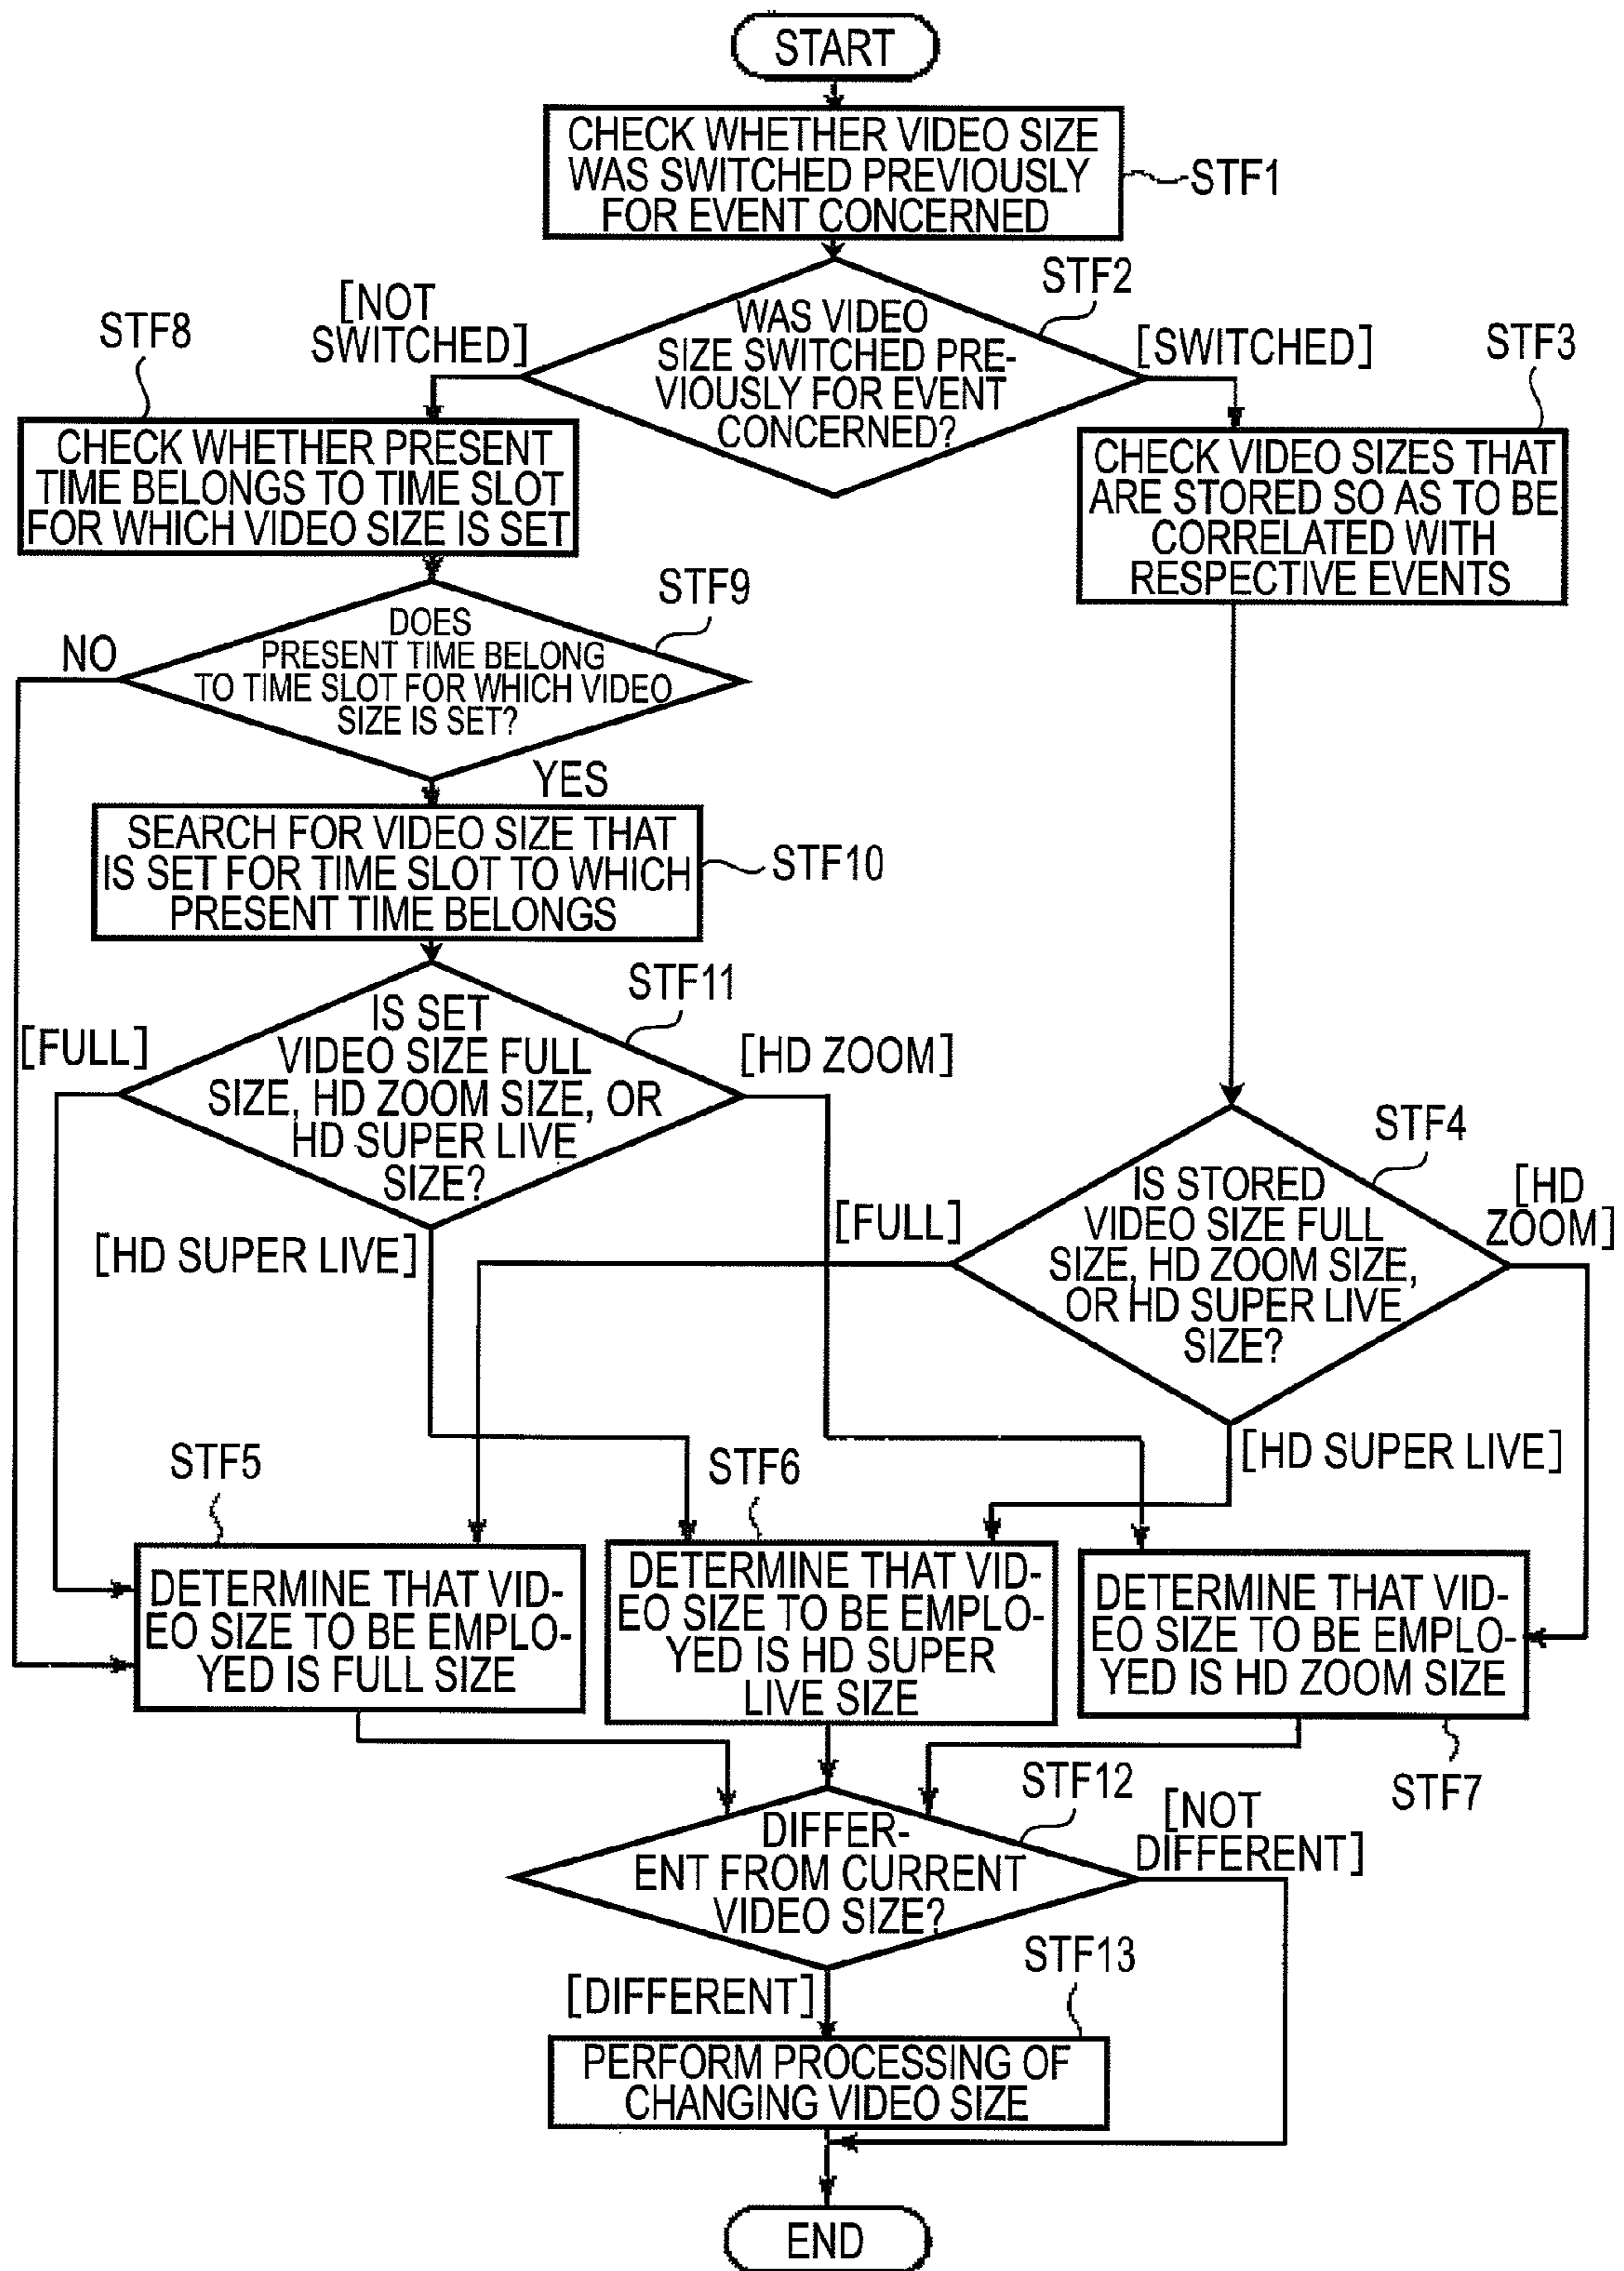 START
CHECK WHETHER VIDEO SIZE
WAS SWITCHED PREVIOUSLY
FOR EVENT CONCERNED
STF1
STF2
WAS VIDEO
SIZE SWITCHED PRE-
VIOUSLY FOR EVENT
CONCERNED?
[NOT
SWITCHED]
[SWITCHED]
STF8
CHECK WHETHER PRESENT
TIME BELONGS TO TIME SLOT
FOR WHICH VIDEO SIZE IS SET
STF3
CHECK VIDEO SIZES THAT
ARE STORED SO AS TO BE
CORRELATED WITH
RESPECTIVE EVENTS
STF9
DOES
PRESENT TIME BELONG
TO TIME SLOT FOR WHICH VIDEO
SIZE IS SET?
NO
YES
SEARCH FOR VIDEO SIZE THAT
IS SET FOR TIME SLOT TO WHICH
PRESENT TIME BELONGS
STF10
STF11
IS SET
VIDEO SIZE FULL
SIZE, HD ZOOM SIZE, OR
HD SUPER LIVE
SIZE?
[FULL]
[HD ZOOM]
[HD SUPER LIVE]
STF4
IS STORED
VIDEO SIZE FULL
SIZE, HD ZOOM SIZE,
OR HD SUPER LIVE
SIZE?
[FULL]
[HD
ZOOM]
[HD SUPER LIVE]
STF5
DETERMINE THAT VID-
EO SIZE TO BE EMPLO-
YED IS FULL SIZE
STF6
DETERMINE THAT VID-
EO SIZE TO BE EMPLO-
YED IS HD SUPER
LIVE SIZE
DETERMINE THAT VID-
EO SIZE TO BE EMPLO-
YED IS HD ZOOM SIZE
STF7
STF12
DIFFER-
ENT FROM CURRENT
VIDEO SIZE?
[NOT
DIFFERENT]
[DIFFERENT]
STF13
PERFORM PROCESSING OF
CHANGING VIDEO SIZE
END